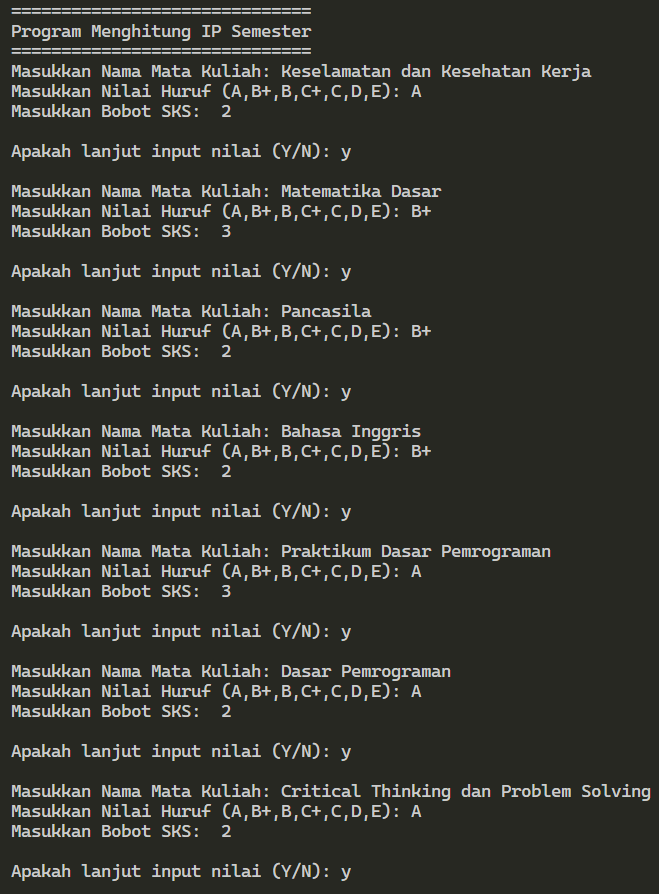 ==============================
Program Menghitung IP Semester
==============================
Masukkan Nama Mata Kuliah: Keselamatan dan Kesehatan Kerja
Masukkan Nilai Huruf (A,B+,B,C+,C,D,E): A
Masukkan Bobot SKS:  2

Apakah lanjut input nilai (Y/N): y

Masukkan Nama Mata Kuliah: Matematika Dasar
Masukkan Nilai Huruf (A,B+,B,C+,C,D,E): B+
Masukkan Bobot SKS:  3

Apakah lanjut input nilai (Y/N): y

Masukkan Nama Mata Kuliah: Pancasila
Masukkan Nilai Huruf (A,B+,B,C+,C,D,E): B+
Masukkan Bobot SKS:  2

Apakah lanjut input nilai (Y/N): y

Masukkan Nama Mata Kuliah: Bahasa Inggris
Masukkan Nilai Huruf (A,B+,B,C+,C,D,E): B+
Masukkan Bobot SKS:  2

Apakah lanjut input nilai (Y/N): y

Masukkan Nama Mata Kuliah: Praktikum Dasar Pemrograman
Masukkan Nilai Huruf (A,B+,B,C+,C,D,E): A
Masukkan Bobot SKS:  3

Apakah lanjut input nilai (Y/N): y

Masukkan Nama Mata Kuliah: Dasar Pemrograman
Masukkan Nilai Huruf (A,B+,B,C+,C,D,E): A
Masukkan Bobot SKS:  2

Apakah lanjut input nilai (Y/N): y

Masukkan Nama Mata Kuliah: Critical Thinking dan Problem Solving
Masukkan Nilai Huruf (A,B+,B,C+,C,D,E): A
Masukkan Bobot SKS:  2

Apakah lanjut input nilai (Y/N): y